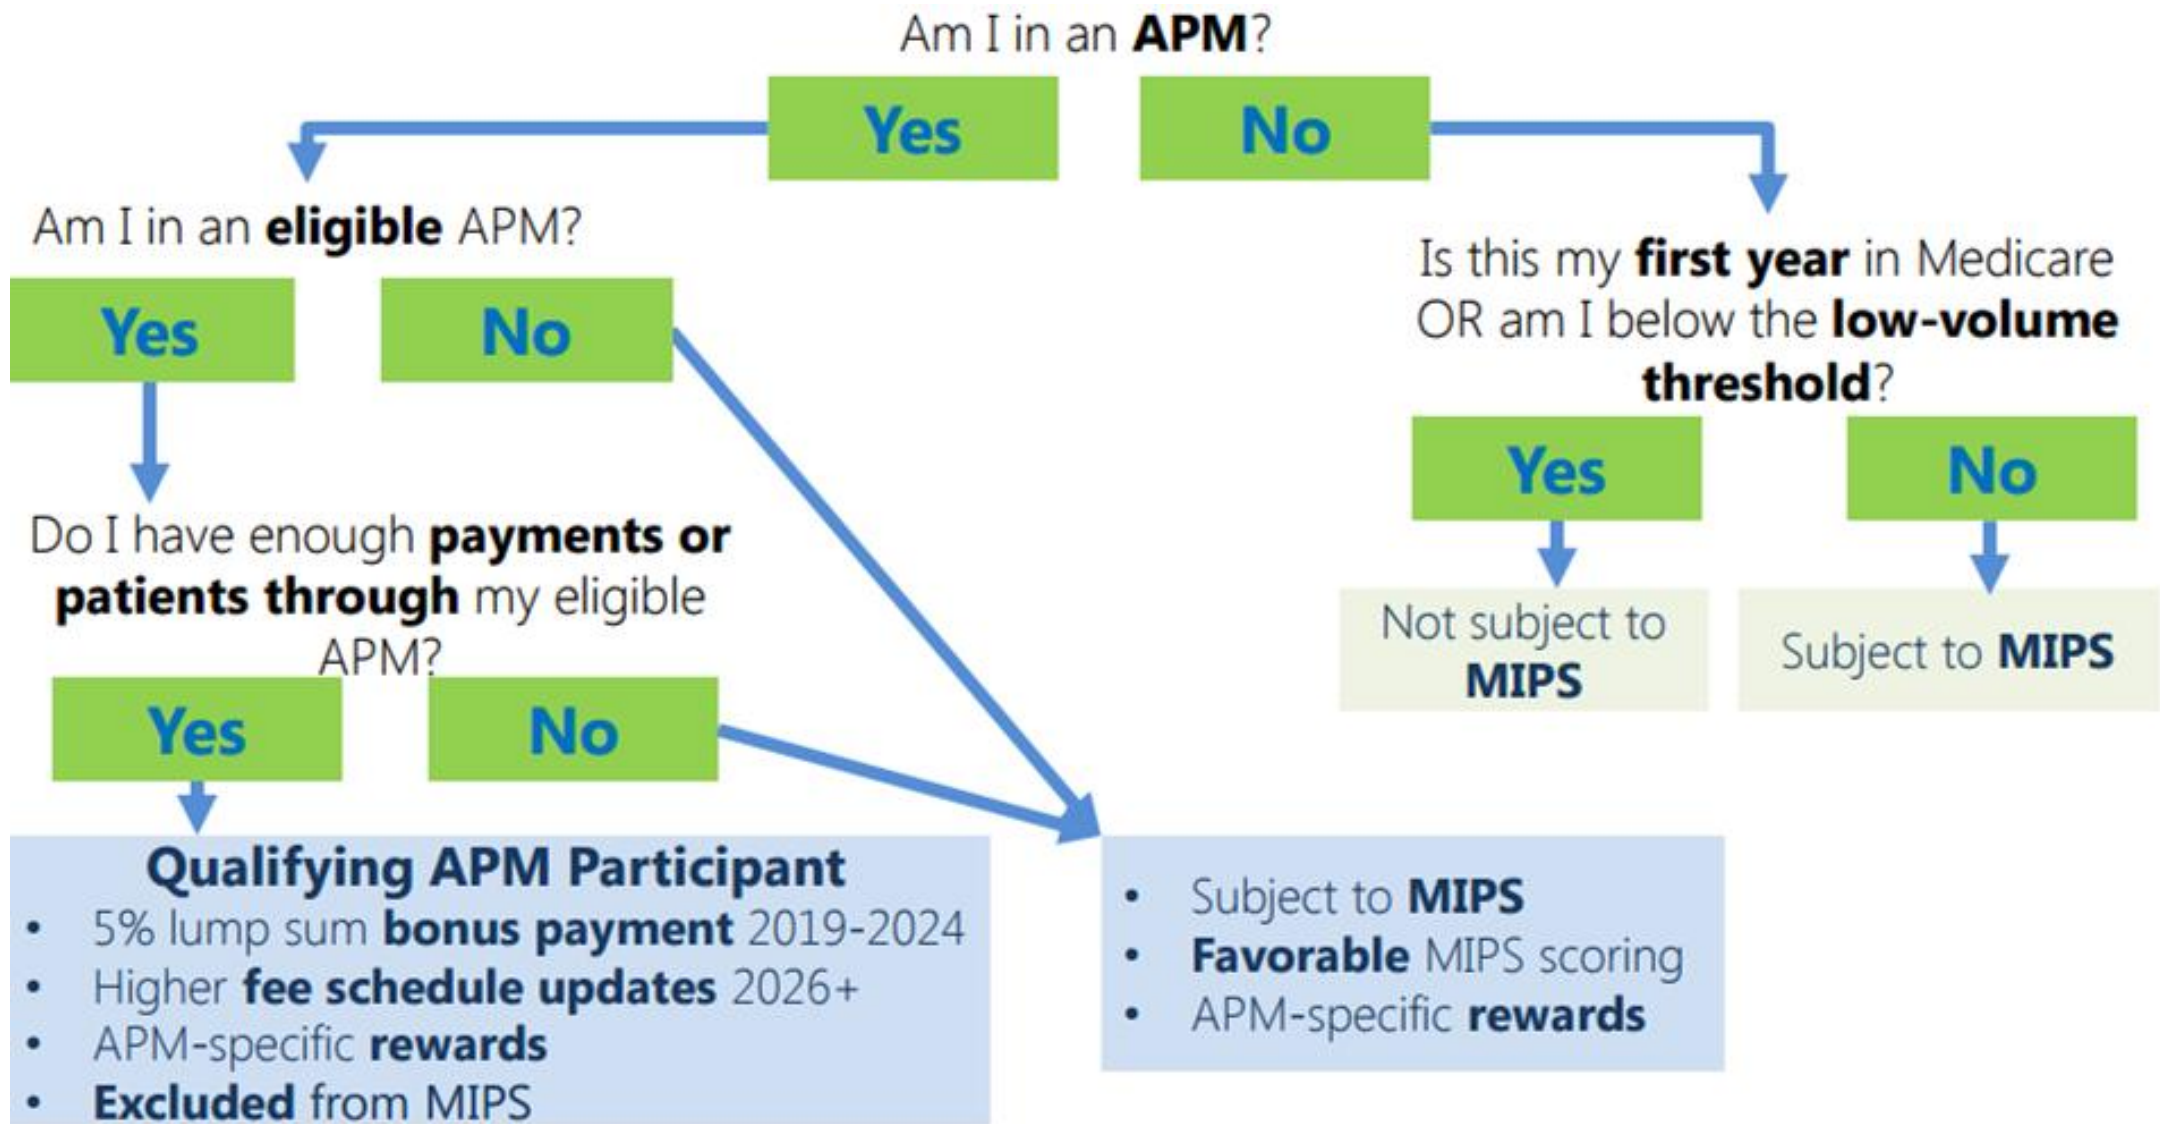 Am I in an APM?
Yes
No
Am I in an eligible APM?
Yes
No
Is this my first year in Medicare
OR am I below the low-volume
threshold?
Yes
No
Not subject to
MIPS
Subject to MIPS
Do I have enough payments or
patients through my eligible
APM?
Yes
No
Qualifying APM Participant
• 5% lump sum bonus payment 2019-2024
• Higher fee schedule updates 2026+
• APM-specific rewards
• Excluded from MIPS
• Subject to MIPS
• Favorable MIPS scoring
• APM-specific rewards